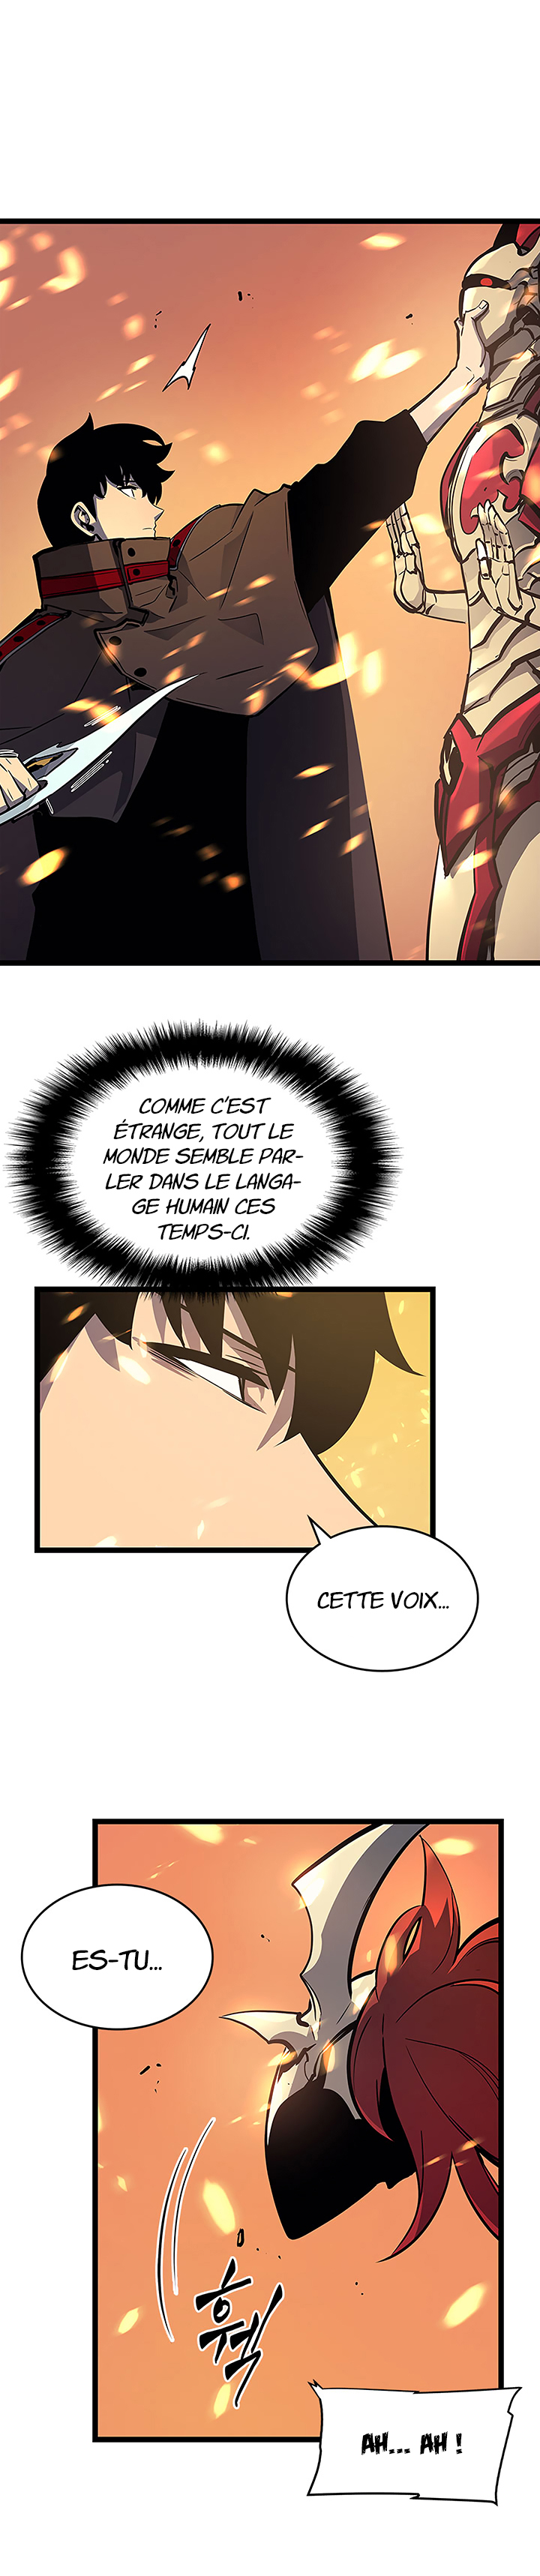 COMME C'EST
ÉTRANGE, TOUT LE
MONDE SEMBLE PAR-
LER DANS LE LANGA-
GE HUMAIN CES
TEMPS-CI.
CETTE VOIX...
ES-TU...
훽
AH... AH !